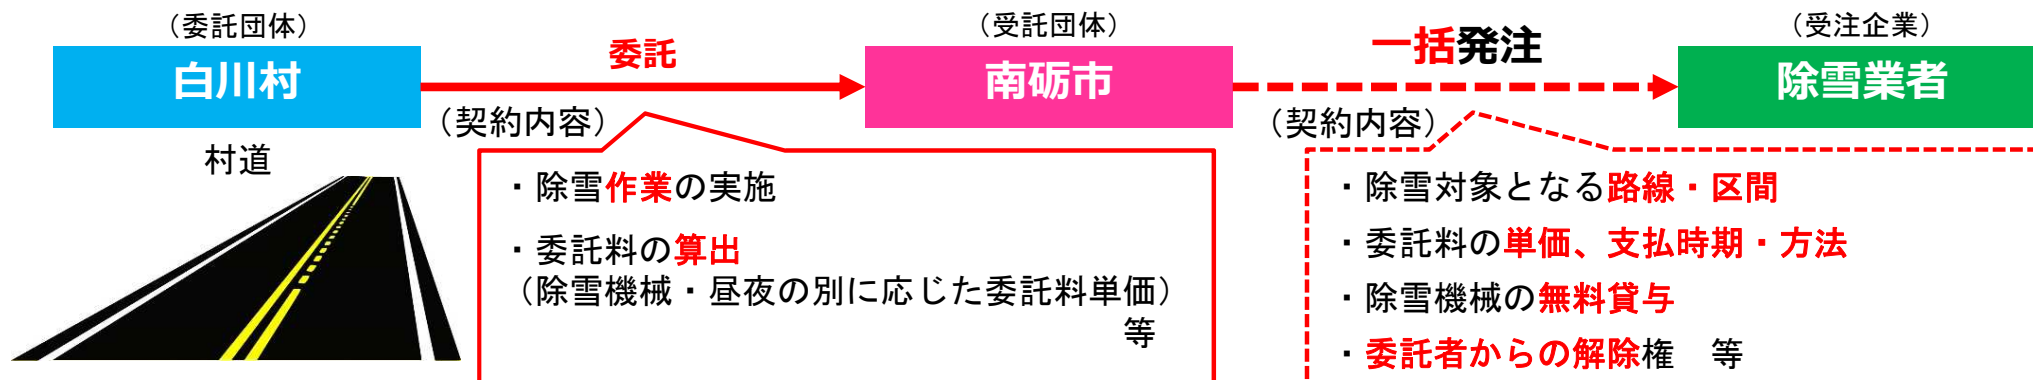 （委託団体）
白川村
村道
委託
（契約内容）
・除雪作業の実施
・委託料の算出
（除雪機械・昼夜の別に応じた委託料単価）
等
（受託団体）
南砺市
一括発注
（契約内容）
・除雪対象となる路線・区間
・委託料の単価、支払時期・方法
・除雪機械の無料貸与
・委託者からの解除権　等
（受注企業）
除雪業者